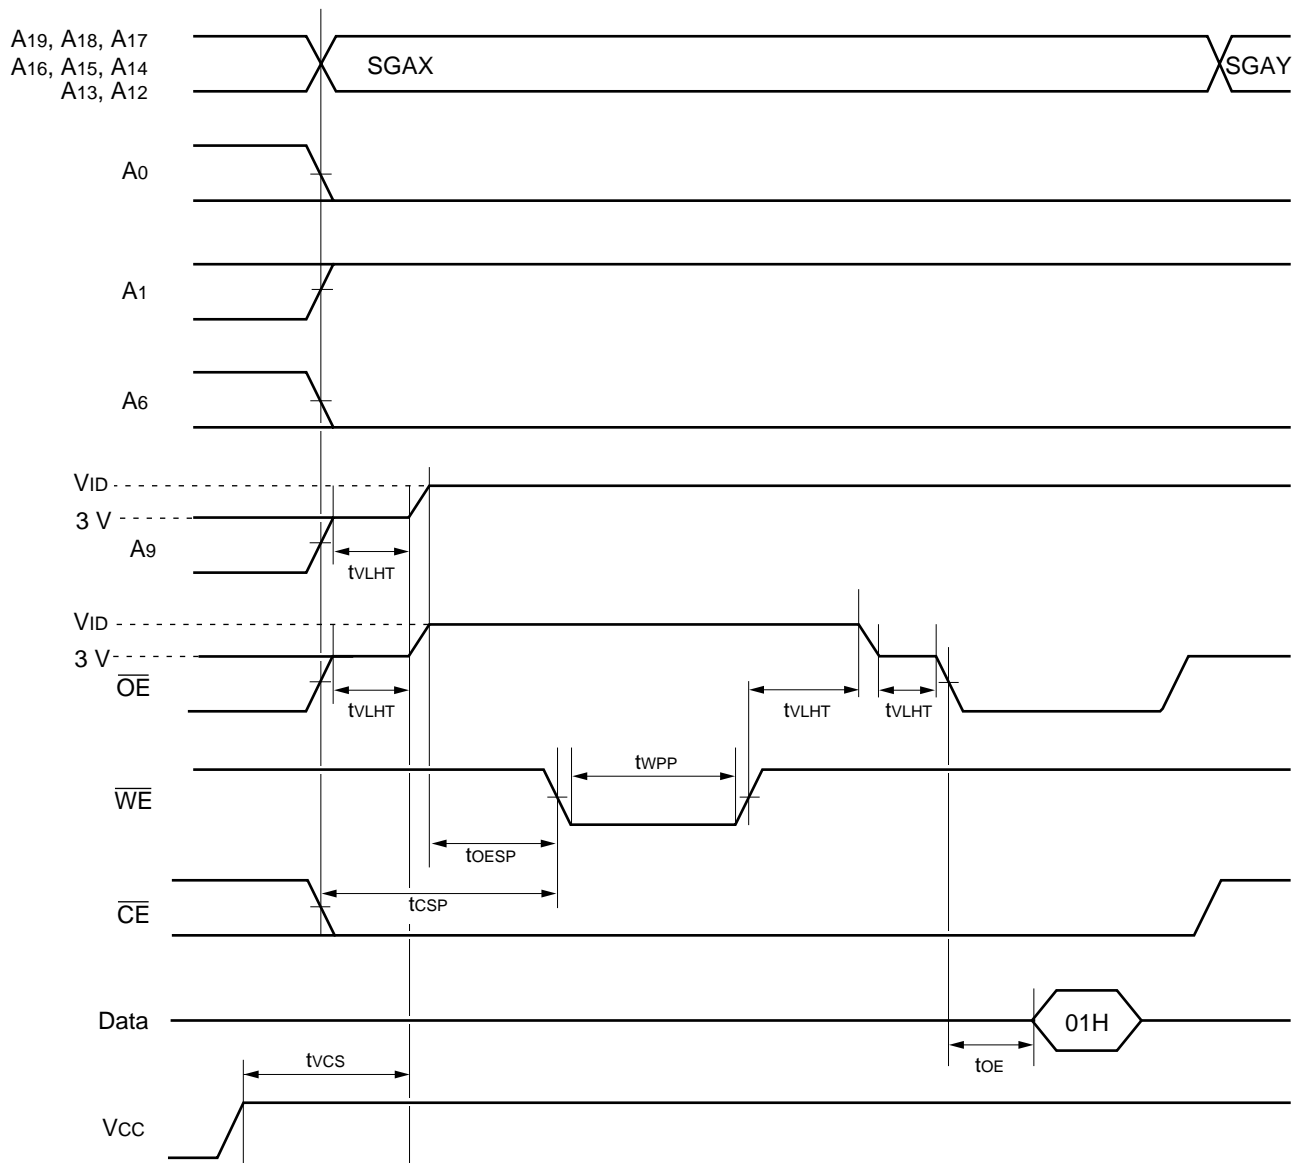 A19, A18, A17
A16, A15, A14
A13, A12
SGAX
SGAY
A0
A1
A6
VID
3 V
A9
tVLHT
VID
3 V
OE
tVLHT
tVLHT
tVLHT
tWPP
WE
tOESP
tCSP
CE
Data
01H
tOE
tVCS
VCC